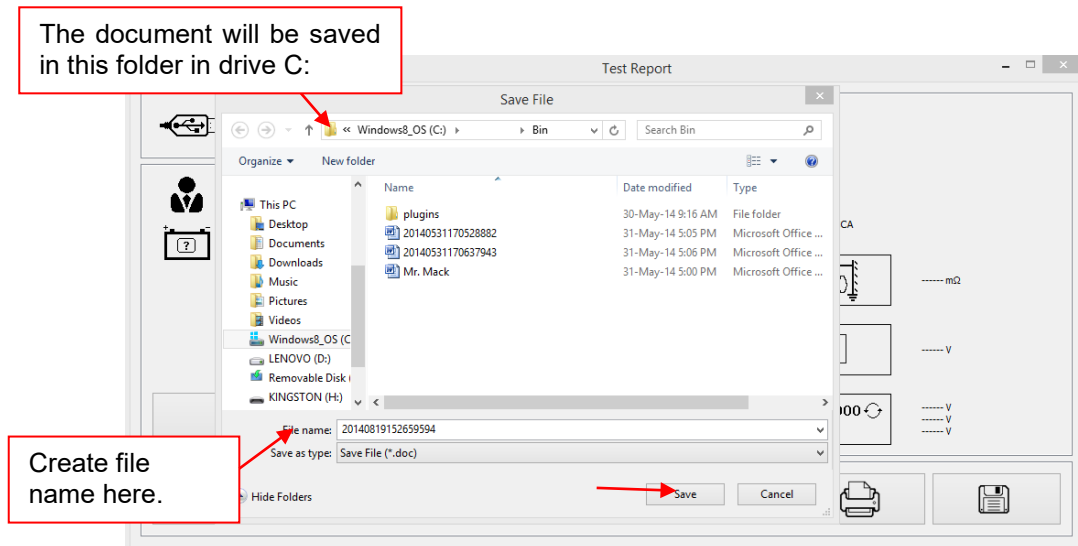 The document will be saved
in this folder in drive C:
Test Report
Save File
« Windows8_OS (C:) Bin
Search Bin
Organize
New folder
Name
Date modified
Type
This PC
Desktop
Documents
Downloads
Music
Pictures
Videos
Windows8_OS (C
LENOVO (D:)
Removable Disk (
KINGSTON (H:)
plugins 30-May-14 9:16 AM File folder
20140531170528882 31-May-14 5:05 PM Microsoft Office ...
20140531170637943 31-May-14 5:06 PM Microsoft Office ...
Mr. Mack 31-May-14 5:00 PM Microsoft Office ...
File name: 20140819152659594
Save as type: Save File (*.doc)
Hide Folders
Save
Cancel
Create file
name here.
CA
------ mΩ
------ V
000
------ V
------ V
------ V